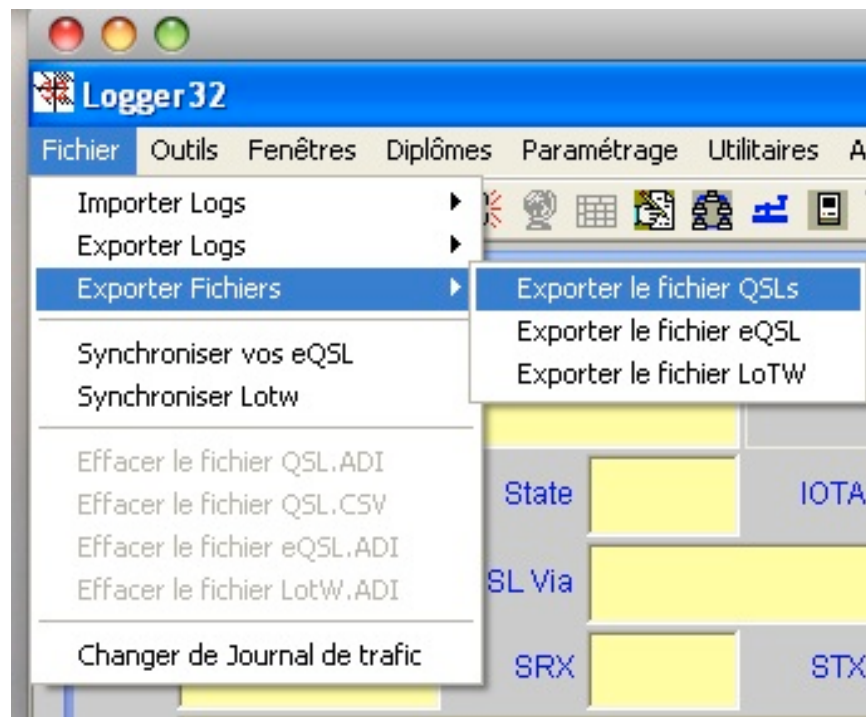 Logger32
Fichier Outils Fenêtres Diplômes Paramétrage Utilitaires
Importer Logs
Exporter Logs
Exporter Fichiers
Exporter le fichier QSLs
Exporter le fichier eQSL
Exporter le fichier LoTW
Synchroniser vos eQSL
Synchroniser Lotw
Effacer le fichier QSL.ADI
Effacer le fichier QSL.CSV
Effacer le fichier eQSL.ADI
Effacer le fichier LotW.ADI
Changer de Journal de trafic
State IOTA
SL Via
SRX STX